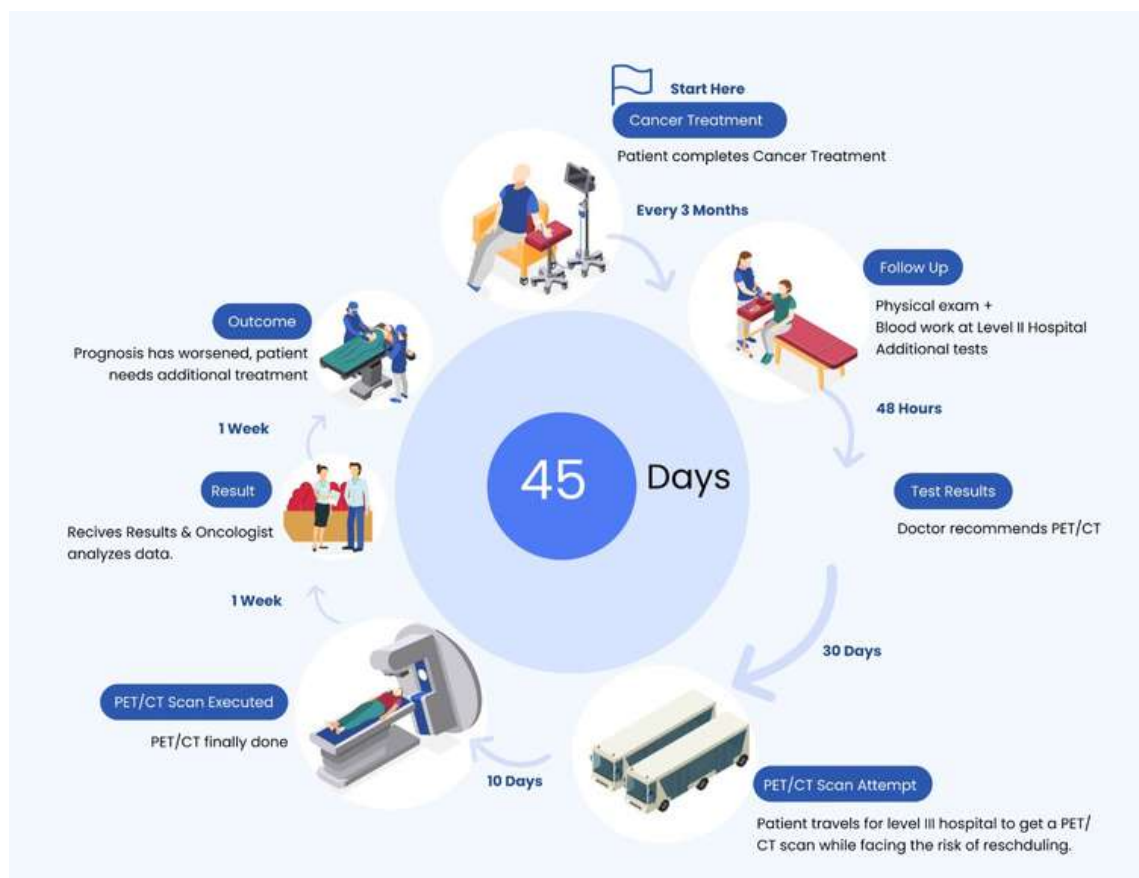 Start Here
Cancer Treatment
Patient completes Cancer Treatment
Every 3 Months
Follow Up
Physical exam +
Blood work at Level II Hospital
Additional tests
48 Hours
Test Results
Doctor recommends PET/CT
30 Days
PET/CT Scan Attempt
Patient travels for level III hospital to get a PET/
CT scan while facing the risk of reschduling.
10 Days
PET/CT Scan Executed
PET/CT finally done
1 Week
Result
Recives Results & Oncologist
analyzes data.
1 Week
Outcome
Prognosis has worsened, patient
needs additional treatment
45 Days